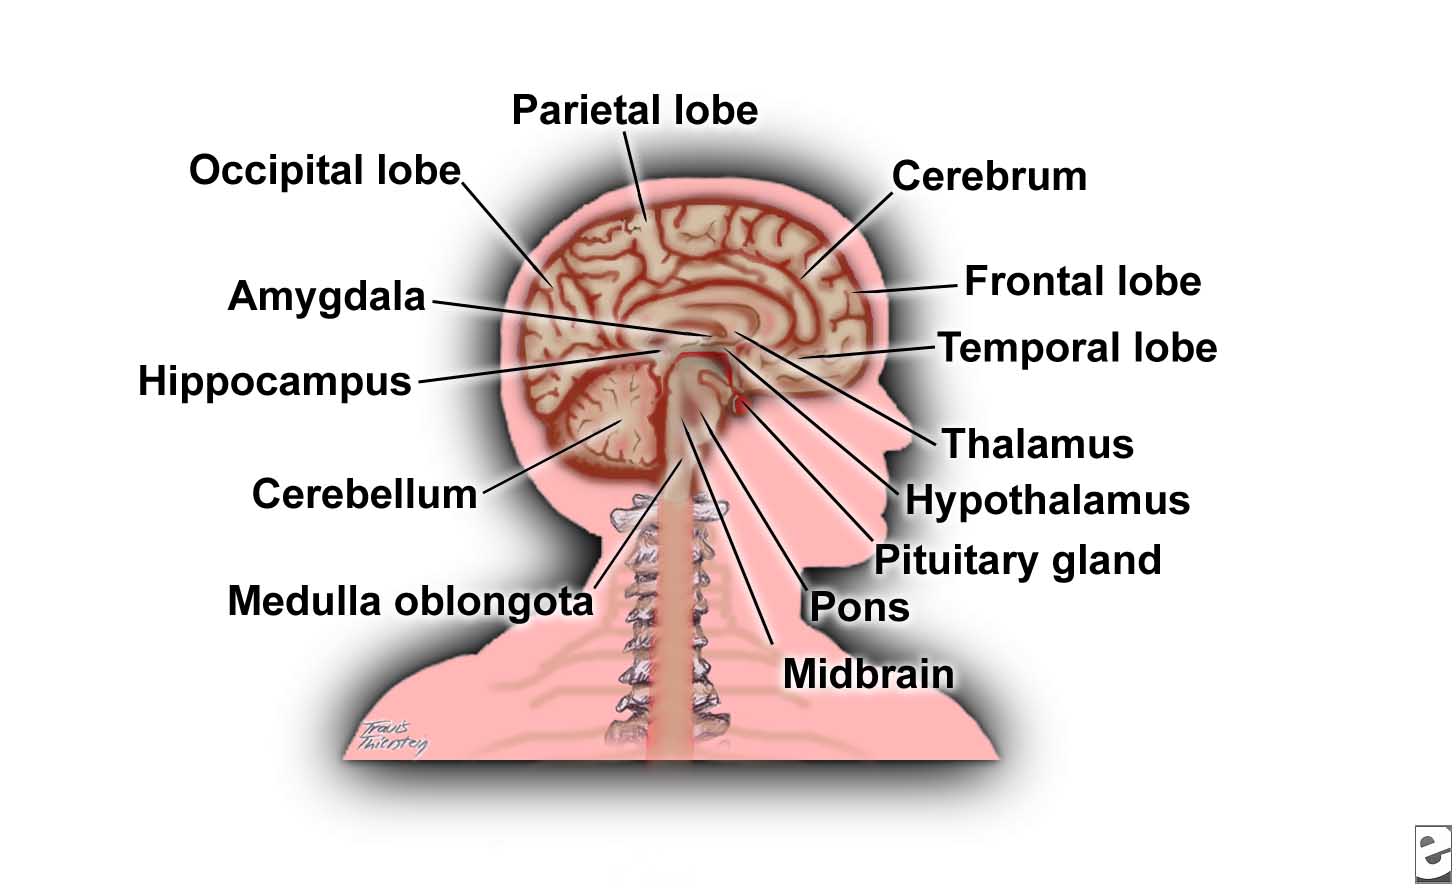 Parietal lobe
Occipital lobe
Cerebrum
Amygdala
Frontal lobe
Temporal lobe
Hippocampus
Thalamus
Cerebellum
Hypothalamus
Pituitary gland
Medulla oblongota
Pons
Midbrain
Travis
e